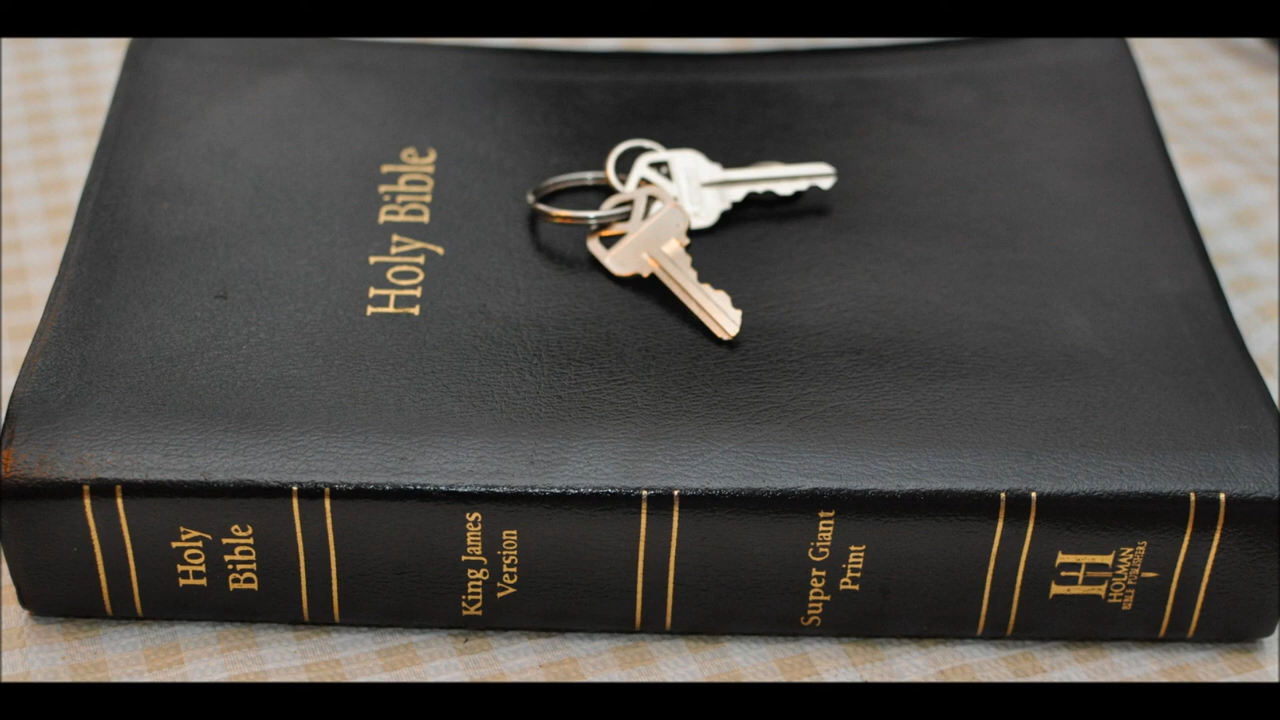 Holy Bible
Holy
Bible
King James
Version
Super Giant
Print
HOLMAN
BIBLE PUBLISHERS